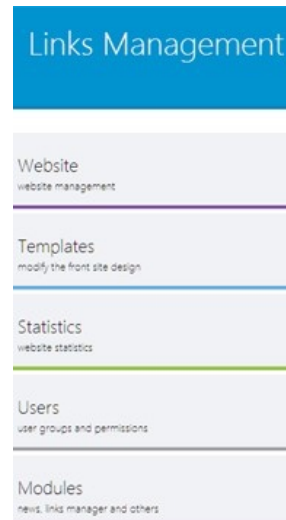 Links Management
Website
website management
Templates
modify the front site design
Statistics
website statistics
Users
user groups and permissions
Modules
news, links manager and others